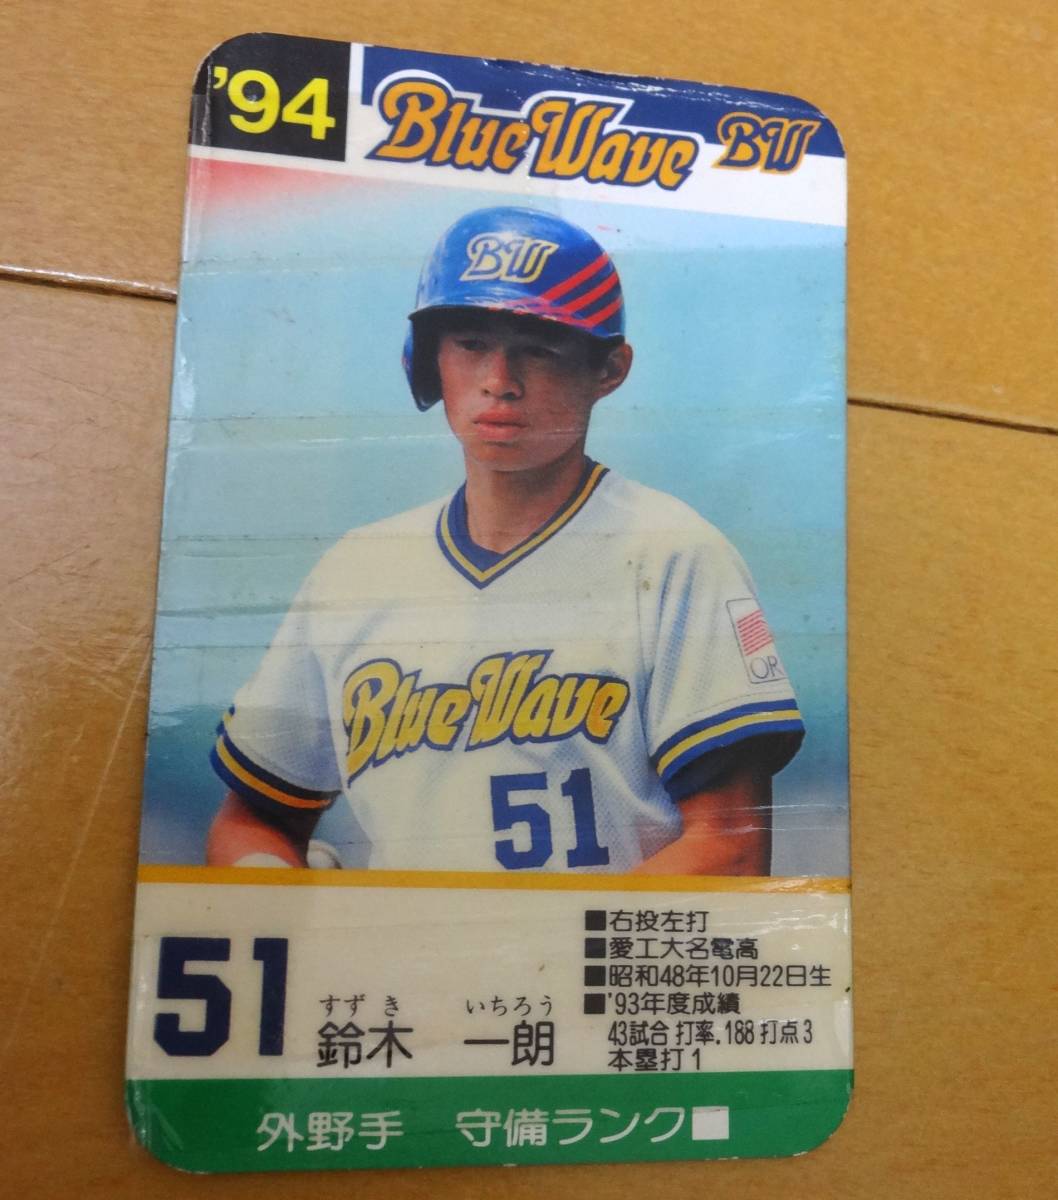 '94
Blue Wave BW
BW
OR
Blue Wave
51
■右投左打
■愛工大名電高
■昭和48年10月22日生
■'93年度成績
43試合 打率.188 打点3
本塁打1
51
すずき いちろう
鈴木 一朗
外野手 守備ランク■